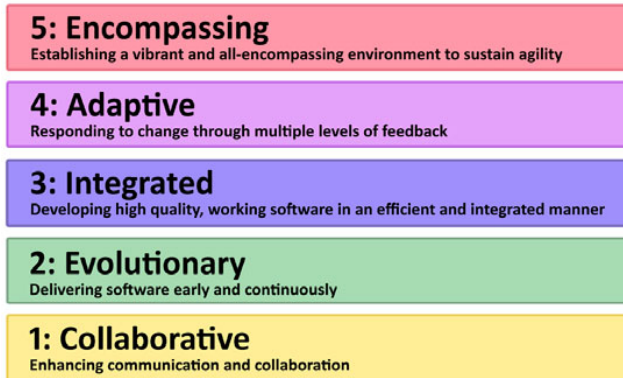 5: Encompassing
Establishing a vibrant and all-encompassing environment to sustain agility
4: Adaptive
Responding to change through multiple levels of feedback
3: Integrated
Developing high quality, working software in an efficient and integrated manner
2: Evolutionary
Delivering software early and continuously
1: Collaborative
Enhancing communication and collaboration